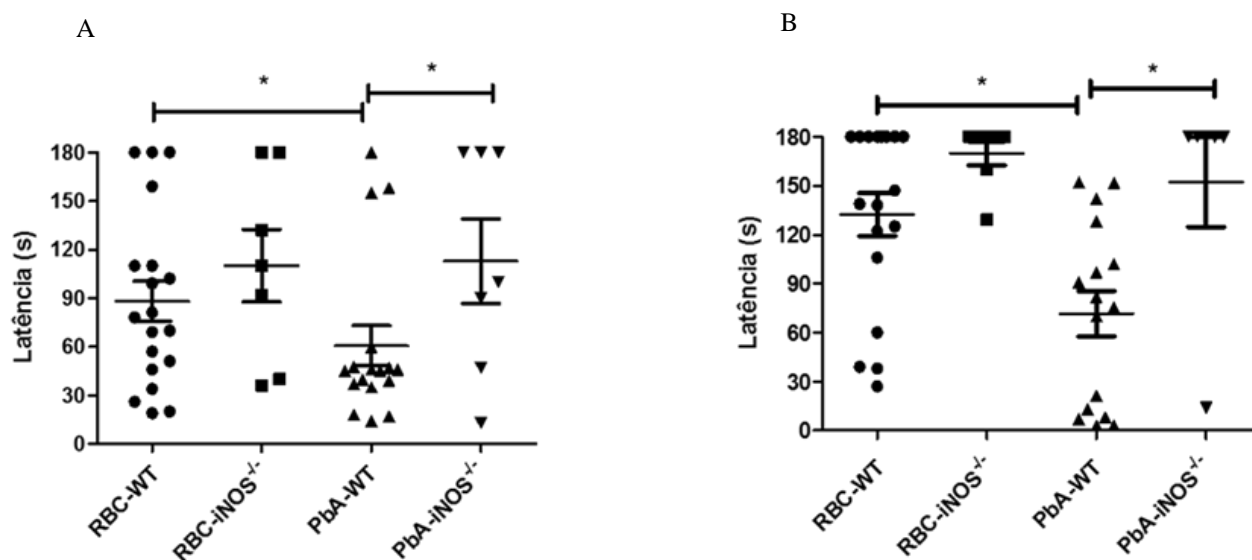 A
*
*
Latência (s)
180
150
110
90
60
30
0
RBC-WT
RBC-iNOS-/-
PbA-WT
PbA-iNOS-/-
B
*
*
Latência (s)
180
150
120
90
60
30
0
RBC-WT
RBC-iNOS-/-
PbA-WT
PbA-iNOS-/-